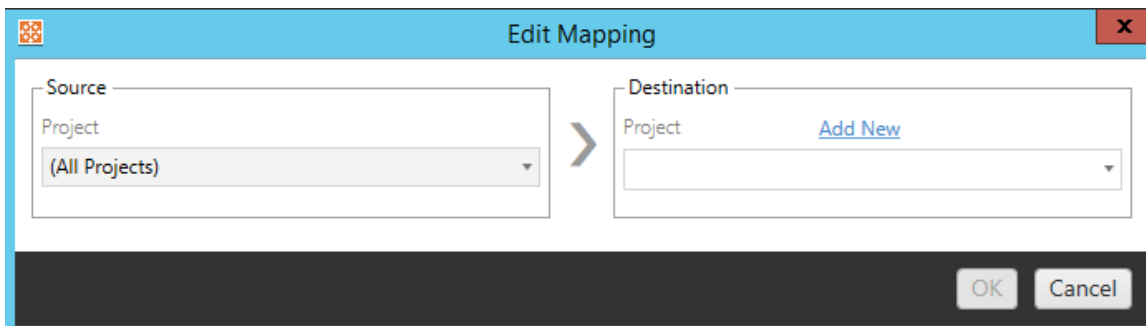 Edit Mapping
x
Source
Project
(All Projects)
Destination
Project Add New
OK Cancel